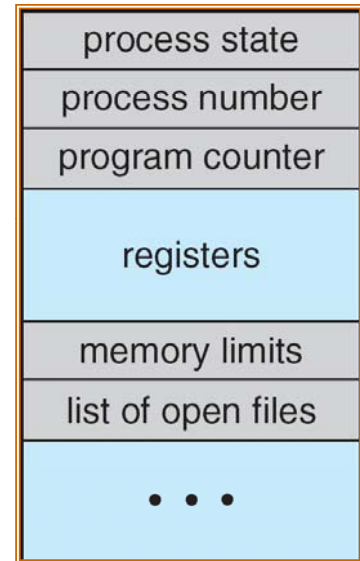 process state
process number
program counter
registers
memory limits
list of open files
• • •